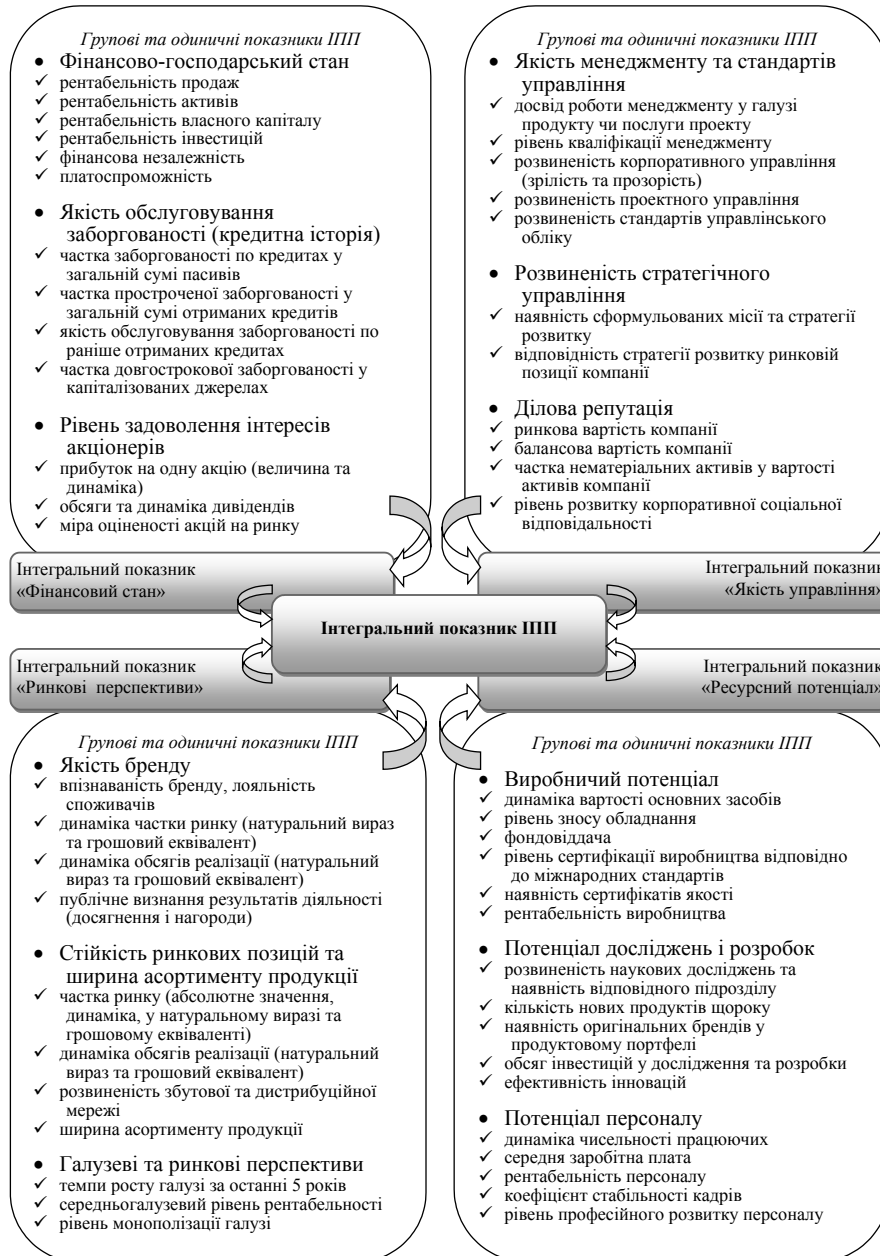 Групові та одиничні показники ІПП
• Фінансово-господарський стан
✓ рентабельність продаж
✓ рентабельність активів
✓ рентабельність власного капіталу
✓ рентабельність інвестицій
✓ фінансова незалежність
✓ платоспроможність
• Якість обслуговування
заборгованості (кредитна історія)
✓ частка заборгованості по кредитах у
загальній сумі пасивів
✓ частка простроченої заборгованості у
загальній сумі отриманих кредитів
✓ якість обслуговування заборгованості по
раніше отриманих кредитах
✓ частка довгострокової заборгованості у
капіталізованих джерелах
• Рівень задоволення інтересів
акціонерів
✓ прибуток на одну акцію (величина та
динаміка)
✓ обсяги та динаміка дивідендів
✓ міра оціненості акцій на ринку
Групові та одиничні показники ІПП
• Якість менеджменту та стандартів
управління
✓ досвід роботи менеджменту у галузі
продукту чи послуги проекту
✓ рівень кваліфікації менеджменту
✓ розвиненість корпоративного управління
(зрілість та прозорість)
✓ розвиненість проектного управління
✓ розвиненість стандартів управлінського
обліку
• Розвиненість стратегічного
управління
✓ наявність сформульованих місії та стратегії
розвитку
✓ відповідність стратегії розвитку ринковій
позиції компанії
• Ділова репутація
✓ ринкова вартість компанії
✓ балансова вартість компанії
✓ частка нематеріальних активів у вартості
активів компанії
✓ рівень розвитку корпоративної соціальної
відповідальності
Інтегральний показник
«Фінансовий стан»
Інтегральний показник
«Якість управління»
Інтегральний показник ІПП
Інтегральний показник
«Ринкові перспективи»
Інтегральний показник
«Ресурсний потенціал»
Групові та одиничні показники ІПП
• Якість бренду
✓ впізнаваність бренду, лояльність
споживачів
✓ динаміка частки ринку (натуральний вираз
та грошовий еквівалент)
✓ динаміка обсягів реалізації (натуральний
вираз та грошовий еквівалент)
✓ публічне визнання результатів діяльності
(досягнення і нагороди)
• Стійкість ринкових позицій та
ширина асортименту продукції
✓ частка ринку (абсолютне значення,
динаміка, у натуральному виразі та
грошовому еквіваленті)
✓ динаміка обсягів реалізації (натуральний
вираз та грошовий еквівалент)
✓ розвиненість збутової та дистрибуційної
мережі
✓ ширина асортименту продукції
• Галузеві та ринкові перспективи
✓ темпи росту галузі за останні 5 років
✓ середньогалузевий рівень рентабельності
✓ рівень монополізації галузі
Групові та одиничні показники ІПП
• Виробничий потенціал
✓ динаміка вартості основних засобів
✓ рівень зносу обладнання
✓ фондовіддача
✓ рівень сертифікації виробництва відповідно
до міжнародних стандартів
✓ наявність сертифікатів якості
✓ рентабельність виробництва
• Потенціал досліджень і розробок
✓ розвиненість наукових досліджень та
наявність відповідного підрозділу
✓ кількість нових продуктів щороку
✓ наявність оригінальних брендів у
продуктовому портфелі
✓ обсяг інвестицій у дослідження та розробки
✓ ефективність інновацій
• Потенціал персоналу
✓ динаміка чисельності працюючих
✓ середня заробітна плата
✓ рентабельність персоналу
✓ коефіцієнт стабільності кадрів
✓ рівень професійного розвитку персоналу